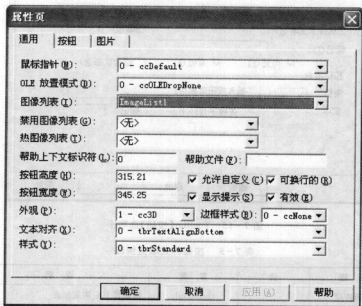 属性页
通用 按钮 图片
鼠标指针(M): 0 - ccDefault
OLE 放置模式(D): 0 - ccOLEDropNone
图像列表(I): ImageList1
禁用图像列表(G): <无>
热图像列表(T): <无>
帮助上下文标识符(L): 0 帮助文件(F):
按钮高度(H): 315.21 允许自定义(C) 可换行的(B)
按钮宽度(W): 345.25 显示提示(S) 有效(E)
外观(P): 1 - cc3D 边框样式(R): 0 - ccNone
文本对齐(X): 0 - tbrTextAlignBottom
样式(Y): 0 - tbrStandard
确定 取消 应用(A) 帮助